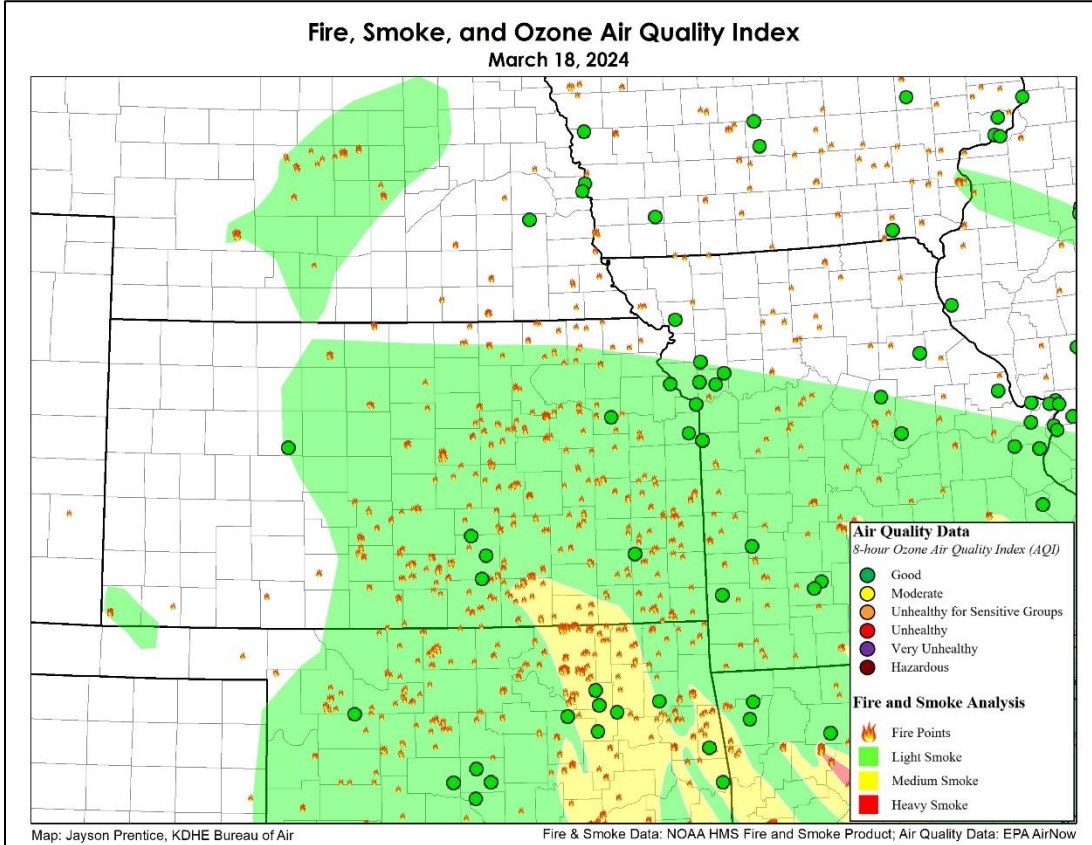 Fire, Smoke, and Ozone Air Quality Index
March 18, 2024
Air Quality Data
8-hour Ozone Air Quality Index (AQI)
Good
Moderate
Unhealthy for Sensitive Groups
Unhealthy
Very Unhealthy
Hazardous
Fire and Smoke Analysis
Fire Points
Light Smoke
Medium Smoke
Heavy Smoke
Map: Jayson Prentice, KDHE Bureau of Air
Fire & Smoke Data: NOAA HMS Fire and Smoke Product; Air Quality Data: EPA AirNow